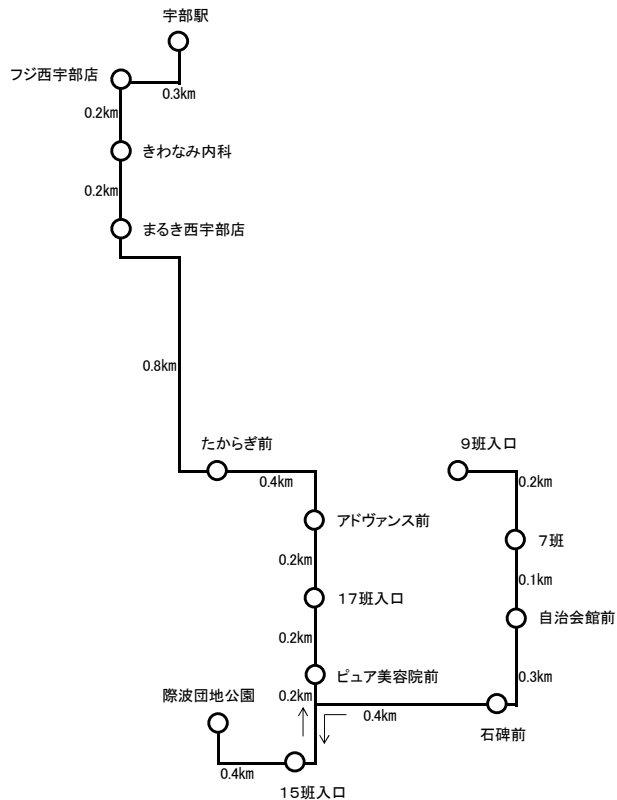 宇部駅
フジ西宇部店
0.3km
0.2km
きわなみ内科
0.2km
まるき西宇部店
0.8km
たからぎ前
9班入口
0.4km
0.2km
アドヴァンス前
7班
0.2km
0.1km
17班入口
自治会館前
0.2km
ピュア美容院前
0.3km
際波団地公園
0.2km
0.4km
石碑前
0.4km
15班入口